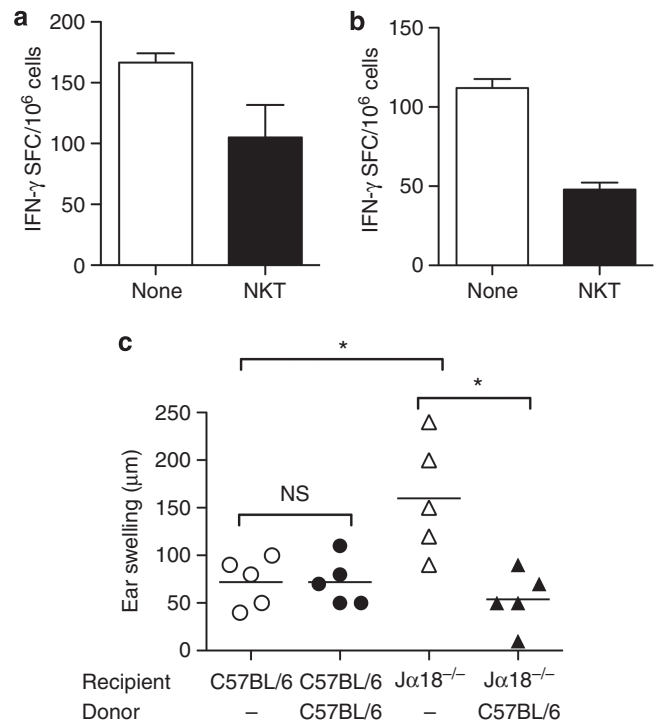 a
200
150
100
50
0
IFN-γ SFC/10⁶ cells
None NKT
b
150
100
50
0
IFN-γ SFC/10⁶ cells
None NKT
c
*
*
NS
250
200
150
100
50
0
Ear swelling (μm)
Recipient C57BL/6 C57BL/6 Jα18⁻/⁻ Jα18⁻/⁻
Donor – C57BL/6 – C57BL/6